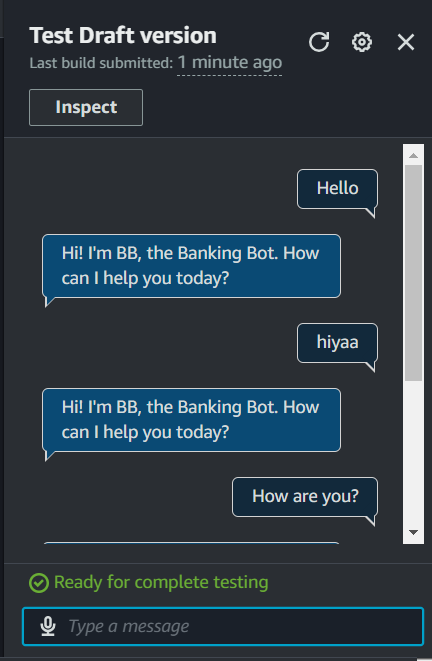 Test Draft version
Last build submitted: 1 minute ago
Inspect
Hello
Hi! I'm BB, the Banking Bot. How
can I help you today?
hiyaa
Hi! I'm BB, the Banking Bot. How
can I help you today?
How are you?
Ready for complete testing
Type a message